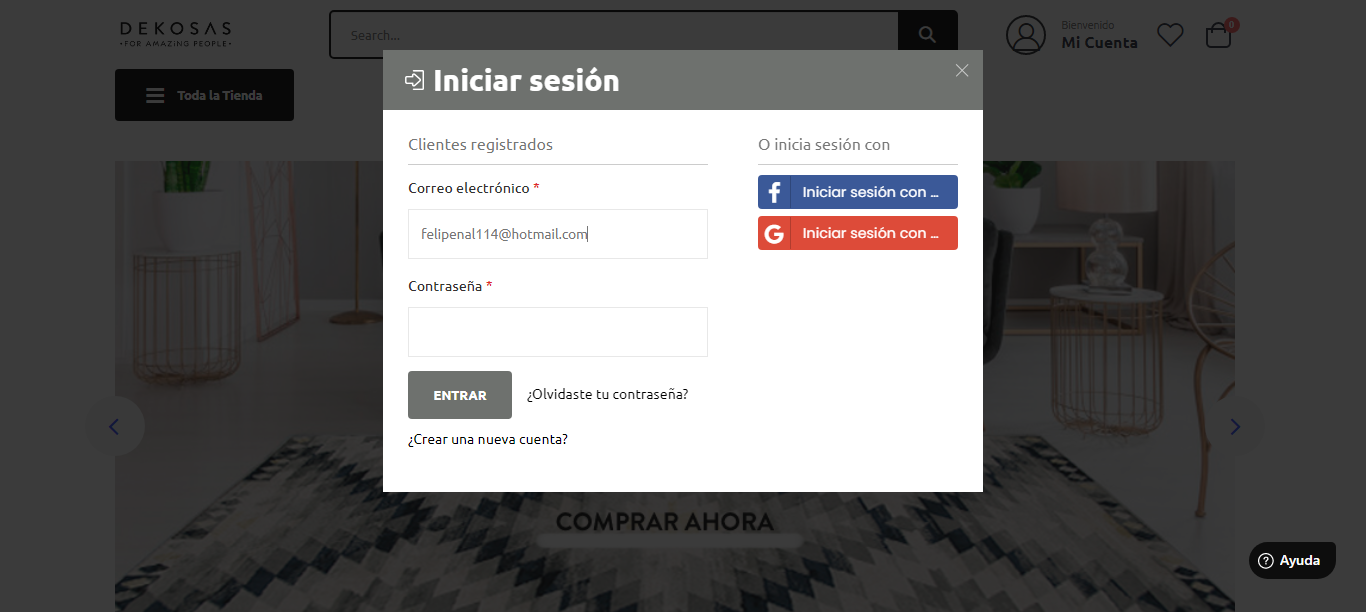 DEKOSAS
•FOR AMAZING PEOPLE•
Search...
Bienvenido
Mi Cuenta
0
Toda la Tienda
Iniciar sesión
Clientes registrados
O inicia sesión con
Correo electrónico *
felipenal114@hotmail.com
Iniciar sesión con ...
Iniciar sesión con ...
Contraseña *
ENTRAR
¿Olvidaste tu contraseña?
¿Crear una nueva cuenta?
COMPRAR AHORA
Ayuda